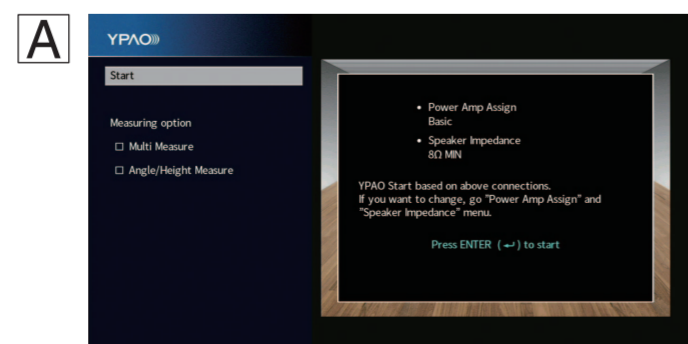 A
YPAO
Start
Measuring option
Multi Measure
Angle/Height Measure
• Power Amp Assign
Basic
• Speaker Impedance
8Ω MIN
YPAO Start based on above connections.
If you want to change, go "Power Amp Assign" and
"Speaker Impedance" menu.
Press ENTER (↵) to start